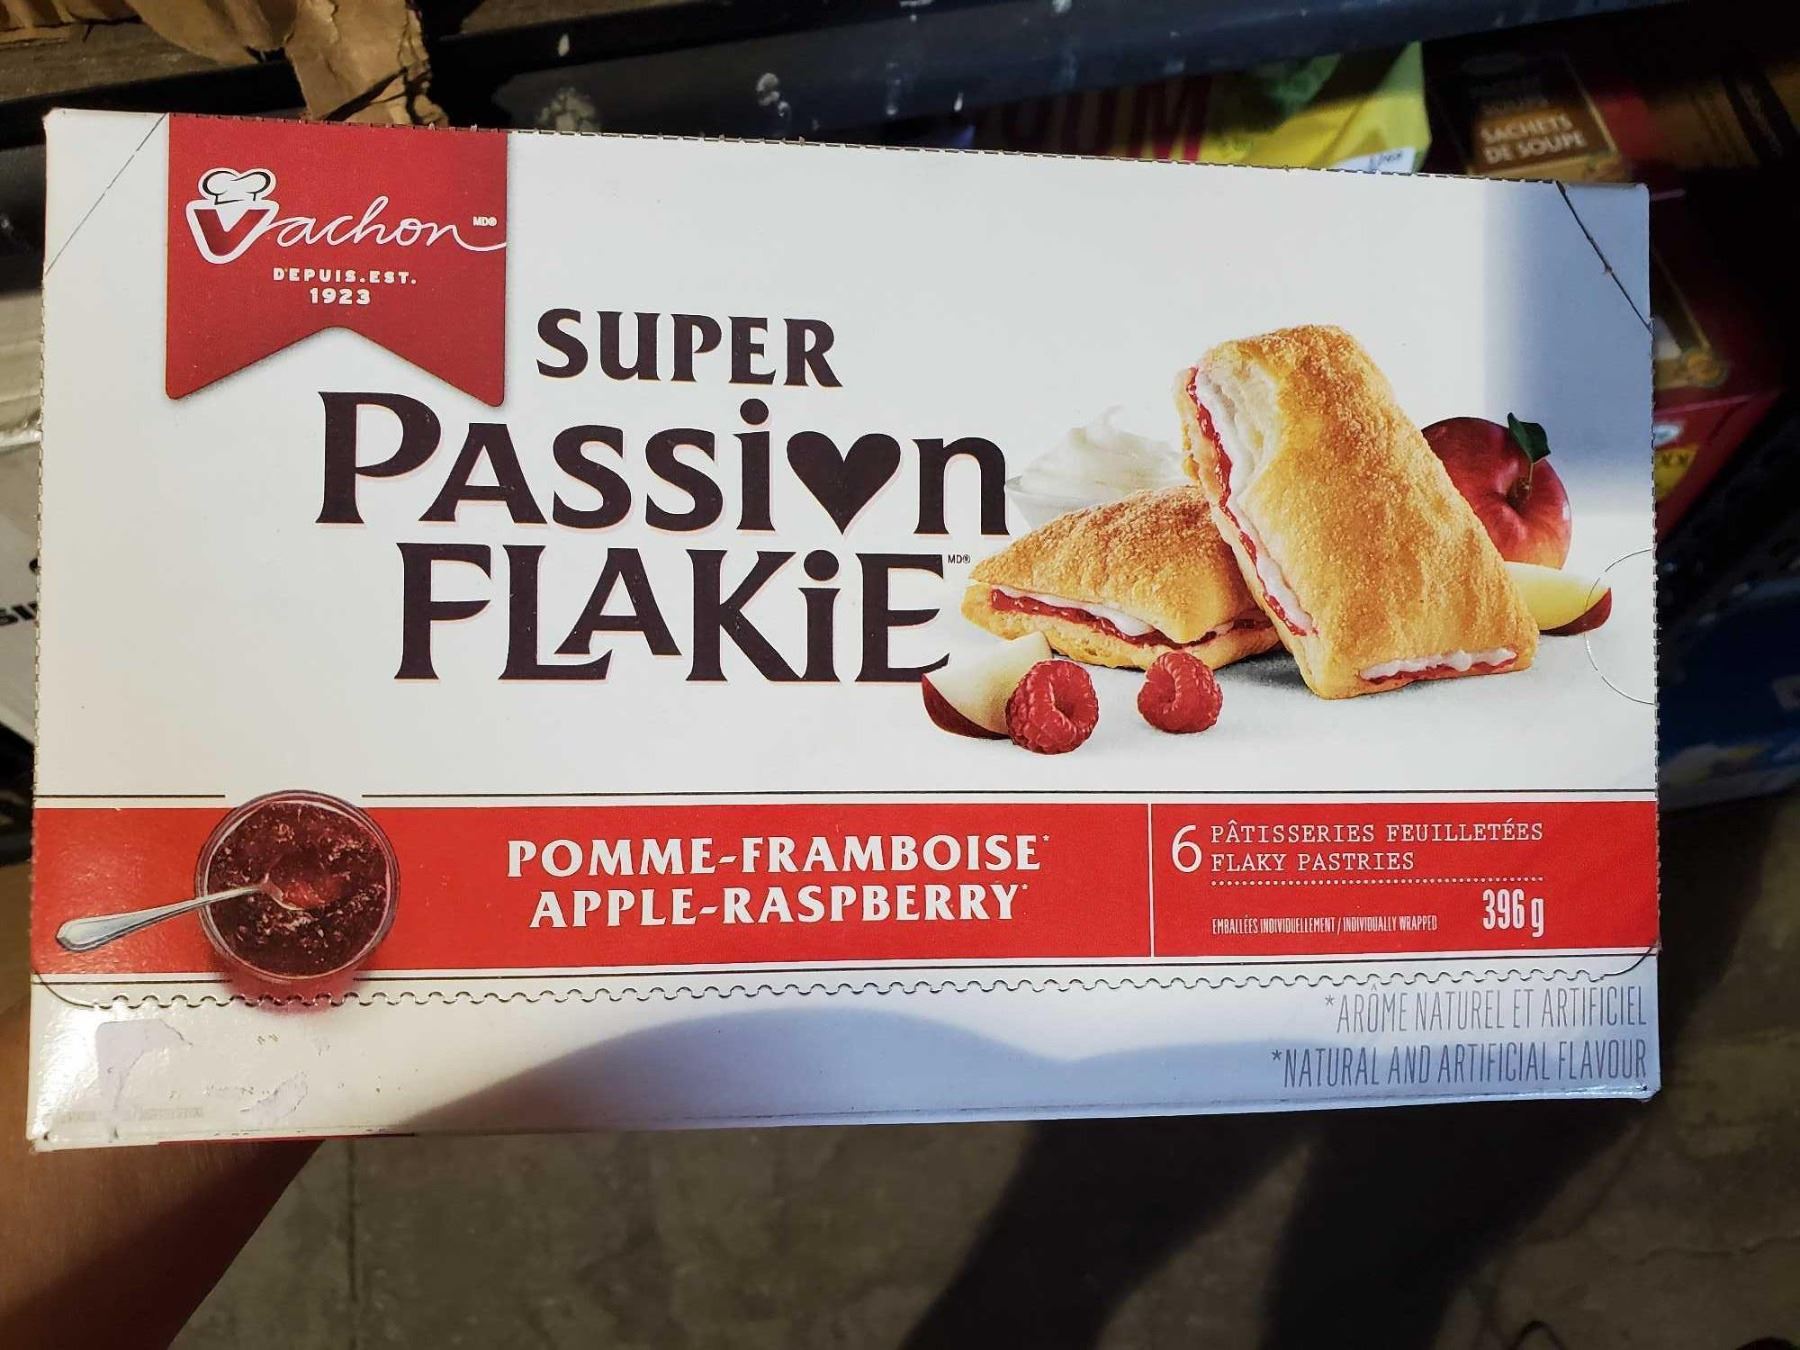 Vachon MD®
DEPUIS.EST.
1923
SUPER
PASSion
FLAKiE MD®
POMME-FRAMBOISE*
APPLE-RASPBERRY*
6 PÂTISSERIES FEUILLETÉES
FLAKY PASTRIES
EMBALLÉES INDIVIDUELLEMENT / INDIVIDUALLY WRAPPED
396 g
*ARÔME NATUREL ET ARTIFICIEL
*NATURAL AND ARTIFICIAL FLAVOUR
SACHETS
DE SOUPE